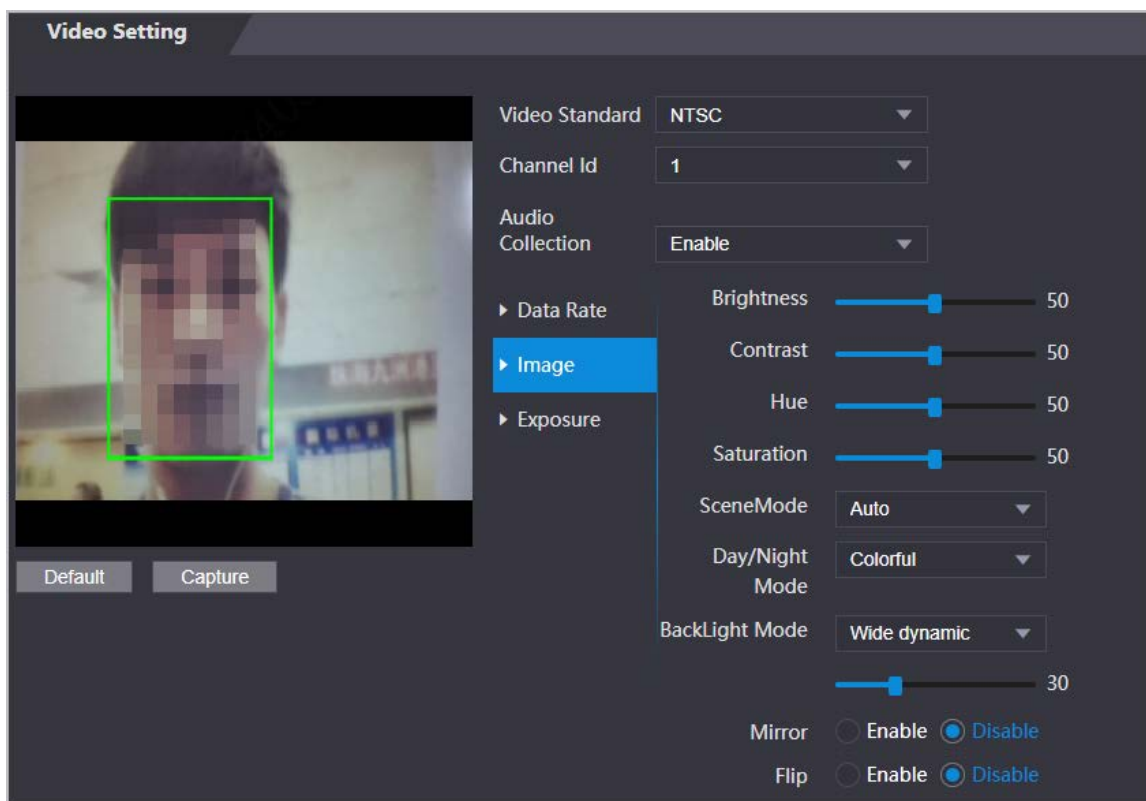 Video Setting
Video Standard NTSC
Channel Id 1
Audio
Collection Enable
Data Rate
Image
Exposure
Brightness 50
Contrast 50
Hue 50
Saturation 50
SceneMode Auto
Day/Night Colorful
Mode
BackLight Mode Wide dynamic
30
Mirror Enable Disable
Flip Enable Disable
Default Capture